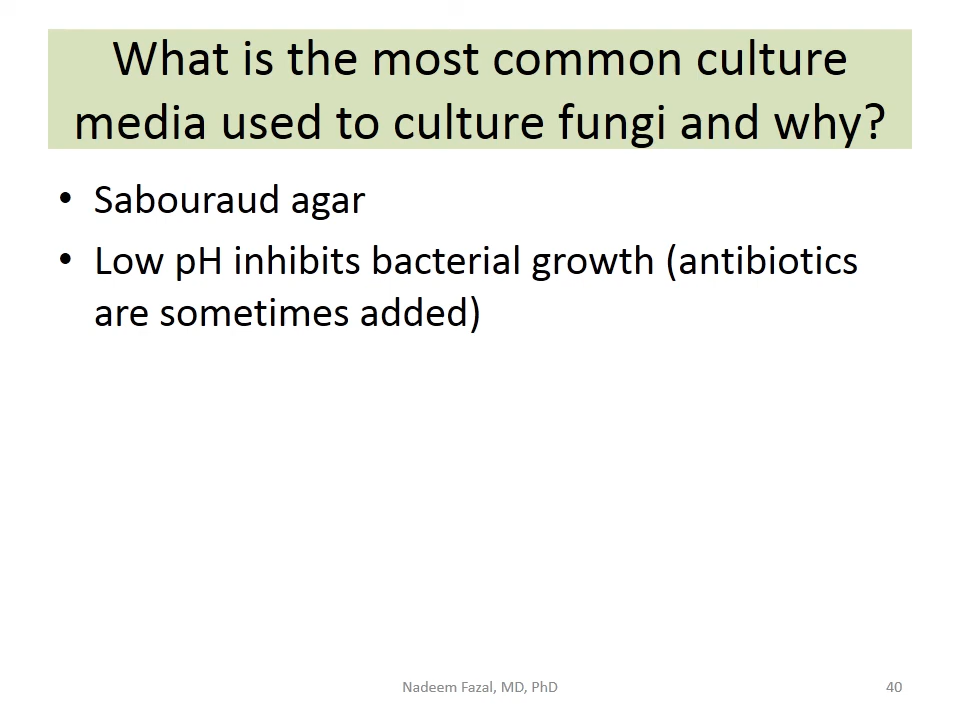 What is the most common culture
media used to culture fungi and why?
• Sabouraud agar
• Low pH inhibits bacterial growth (antibiotics
are sometimes added)
Nadeem Fazal, MD, PhD
40